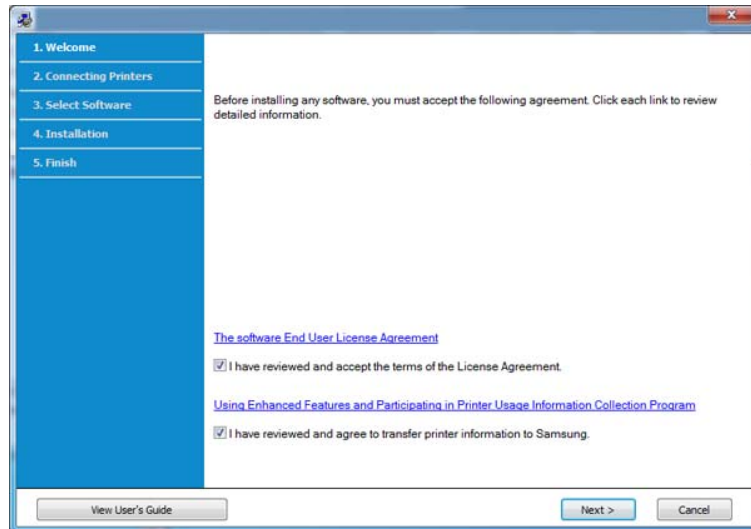 1. Welcome
2. Connecting Printers
3. Select Software
4. Installation
5. Finish
Before installing any software, you must accept the following agreement. Click each link to review
detailed information.
The software End User License Agreement
I have reviewed and accept the terms of the License Agreement.
Using Enhanced Features and Participating in Printer Usage Information Collection Program
I have reviewed and agree to transfer printer information to Samsung.
View User's Guide
Next >
Cancel